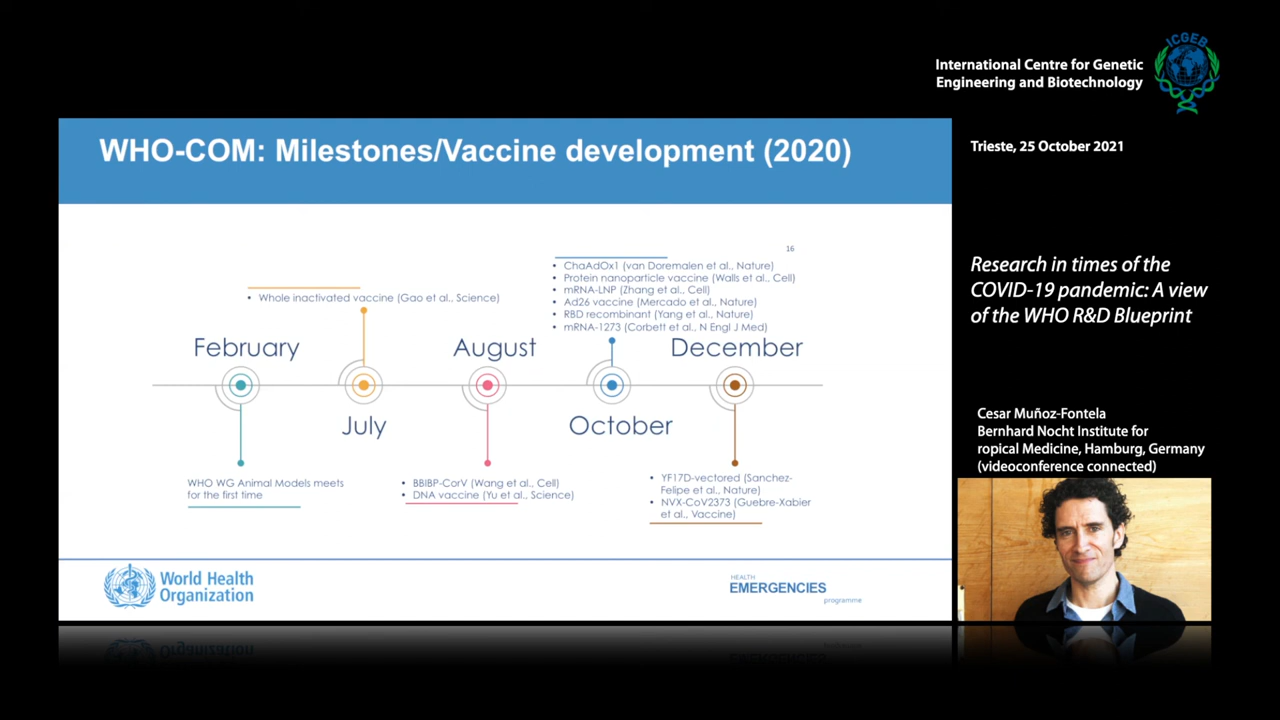 ICGEB
International Centre for Genetic
Engineering and Biotechnology
WHO-COM: Milestones/Vaccine development (2020)
Trieste, 25 October 2021
16
• ChaAdOx1 (van Doremalen et al., Nature)
• Protein nanoparticle vaccine (Walls et al., Cell)
• mRNA-LNP (Zhang et al., Cell)
• Ad26 vaccine (Mercado et al., Nature)
• RBD recombinant (Yang et al., Nature)
• mRNA-1273 (Corbett et al., N Engl J Med)
• Whole inactivated vaccine (Gao et al., Science)
February
August
December
July
October
WHO WG Animal Models meets
for the first time
• BBIBP-CorV (Wang et al., Cell)
• DNA vaccine (Yu et al., Science)
• YF17D-vectored (Sanchez-
Felipe et al., Nature)
• NVX-CoV2373 (Guebre-Xabier
et al., Vaccine)
World Health
Organization
HEALTH
EMERGENCIES
programme
Research in times of the
COVID-19 pandemic: A view
of the WHO R&D Blueprint
Cesar Muñoz-Fontela
Bernhard Nocht Institute for
ropical Medicine, Hamburg, Germany
(videoconference connected)